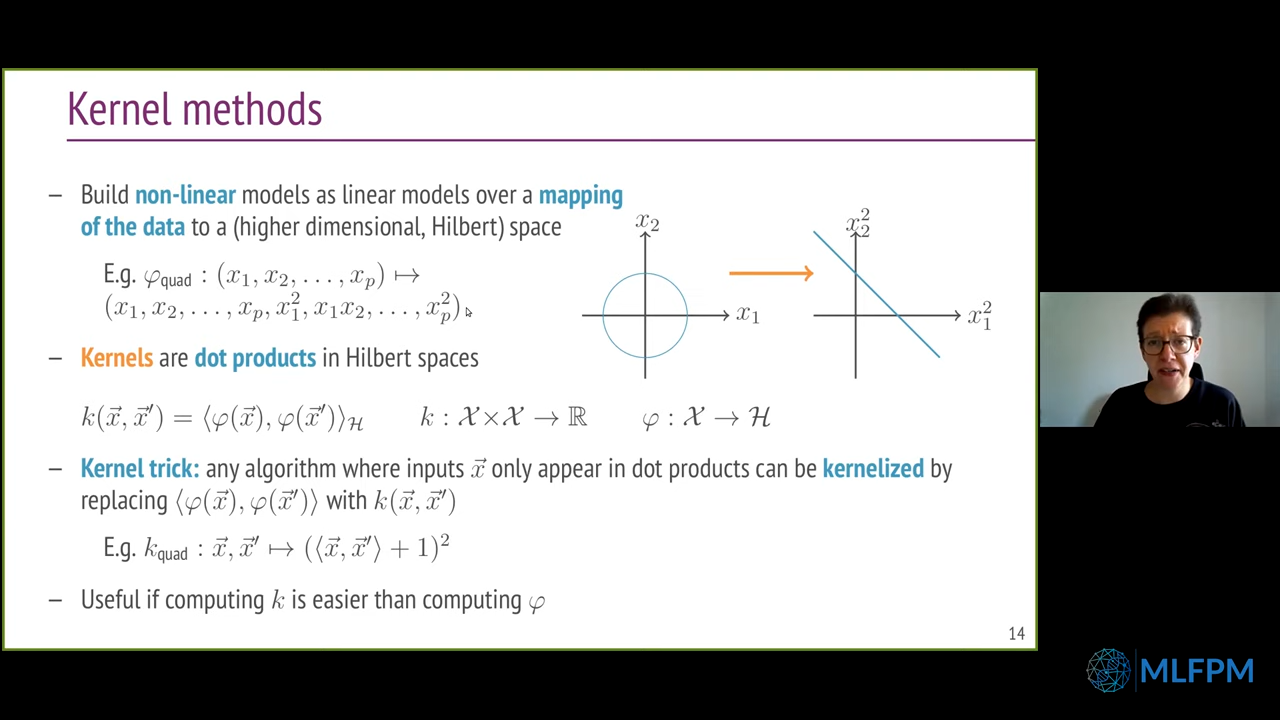 Kernel methods
– Build non-linear models as linear models over a mapping
of the data to a (higher dimensional, Hilbert) space
E.g. φ_quad : (x₁, x₂, . . . , xₚ) ↦
(x₁, x₂, . . . , xₚ, x₁², x₁x₂, . . . , xₚ²)
x₂
x₁
x₂²
x₁²
– Kernels are dot products in Hilbert spaces
k(x⃗, x⃗′) = ⟨φ(x⃗), φ(x⃗′)⟩_ℋ k : 𝒳×𝒳 → ℝ φ : 𝒳 → ℋ
– Kernel trick: any algorithm where inputs x⃗ only appear in dot products can be kernelized by
replacing ⟨φ(x⃗), φ(x⃗′)⟩ with k(x⃗, x⃗′)
E.g. k_quad : x⃗, x⃗′ ↦ (⟨x⃗, x⃗′⟩ + 1)²
– Useful if computing k is easier than computing φ
14
MLFPM